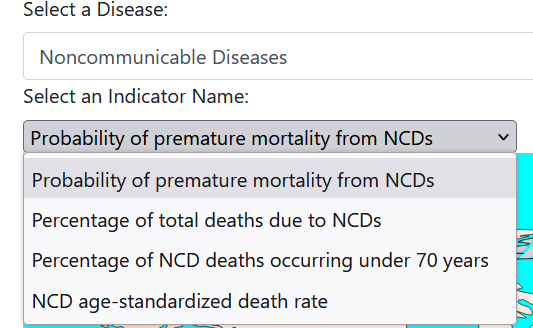 Select a Disease:
Noncommunicable Diseases
Select an Indicator Name:
Probability of premature mortality from NCDs
Probability of premature mortality from NCDs
Percentage of total deaths due to NCDs
Percentage of NCD deaths occurring under 70 years
NCD age-standardized death rate